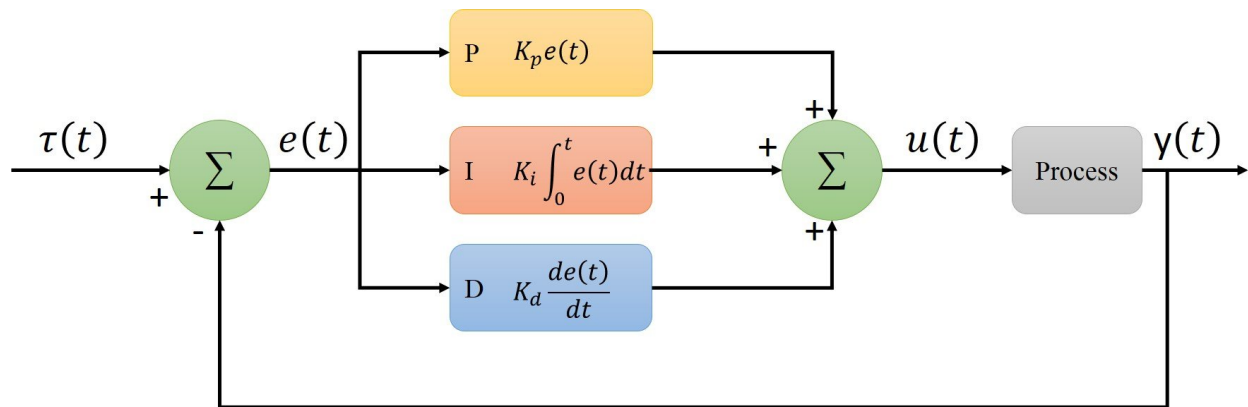 P K_p e(t)
+
τ(t)
+
-
Σ
e(t)
I K_i ∫_0^t e(t)dt
+
Σ
u(t)
Process
y(t)
+
D K_d de(t)/dt